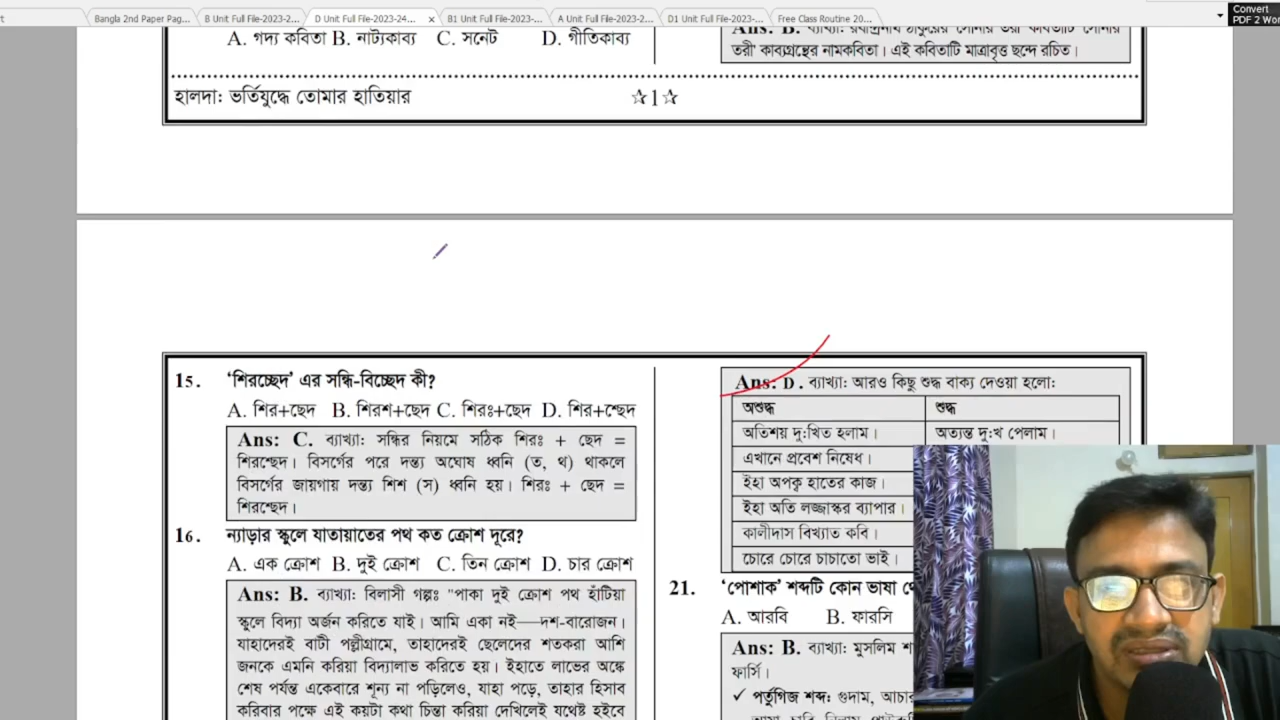 Bangla 2nd Paper Pag...
B Unit Full File-2023-2...
D Unit Full File-2023-24...
B1 Unit Full File-2023-...
A Unit Full File-2023-2...
D1 Unit Full File-2023-...
Free Class Routine 20...
Convert
PDF 2 Wor
A. গদ্য কবিতা B. নাট্যকাব্য C. সনেট D. গীতিকাব্য
তরী' কাব্যগ্রন্থের নামকবিতা। এই কবিতাটি মাত্রাবৃত্ত ছন্দে রচিত।
হালদা: ভর্তিযুদ্ধে তোমার হাতিয়ার ☆1☆
15. ‘শিরচ্ছেদ’ এর সন্ধি-বিচ্ছেদ কী?
A. শির+ছেদ B. শিরশ+ছেদ C. শিরঃ+ছেদ D. শির+শ্ছেদ
Ans: C. ব্যাখ্যা: সন্ধির নিয়মে সঠিক শিরঃ + ছেদ =
শিরশ্ছেদ। বিসর্গের পরে দন্ত্য অঘোষ ধ্বনি (ত, থ) থাকলে
বিসর্গের জায়গায় দন্ত্য শিশ (স) ধ্বনি হয়। শিরঃ + ছেদ =
শিরশ্ছেদ।
16. ন্যাড়ার স্কুলে যাতায়াতের পথ কত ক্রোশ দূরে?
A. এক ক্রোশ B. দুই ক্রোশ C. তিন ক্রোশ D. চার ক্রোশ
Ans: B. ব্যাখ্যা: বিলাসী গল্পঃ "পাকা দুই ক্রোশ পথ হাঁটিয়া
স্কুলে বিদ্যা অর্জন করিতে যাই। আমি একা নই—দশ-বারোজন।
যাহাদেরই বাটী পল্লীগ্রামে, তাহাদেরই ছেলেদের শতকরা আশি
জনকে এমনি করিয়া বিদ্যালাভ করিতে হয়। ইহাতে লাভের অঙ্কে
শেষ পর্যন্ত একেবারে শূন্য না পড়িলেও, যাহা পড়ে, তাহার হিসাব
করিবার পক্ষে এই কয়টা কথা চিন্তা করিয়া দেখিলেই যথেষ্ট হইবে
Ans: D. ব্যাখ্যা: আরও কিছু শুদ্ধ বাক্য দেওয়া হলো:
অশুদ্ধ শুদ্ধ
অতিশয় দু:খিত হলাম। অত্যন্ত দু:খ পেলাম।
এখানে প্রবেশ নিষেধ।
ইহা অপক্ব হাতের কাজ।
ইহা অতি লজ্জাস্কর ব্যাপার।
কালীদাস বিখ্যাত কবি।
চোরে চোরে চাচাতো ভাই।
21. ‘পোশাক’ শব্দটি কোন ভাষা
A. আরবি B. ফারসি
Ans: B. ব্যাখ্যা: মুসলিম
ফার্সি।
✓ পর্তুগিজ শব্দ: গুদাম,